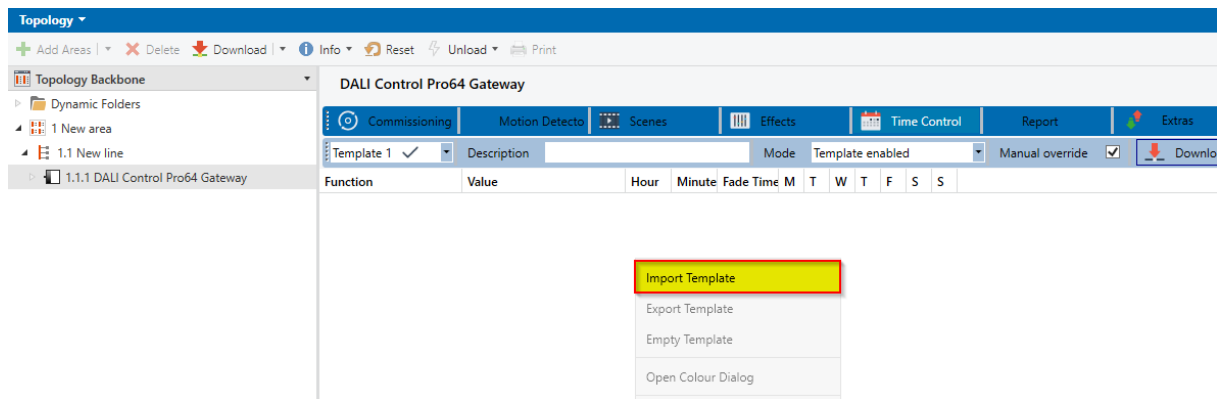 Topology
Add Areas Delete Download Info Reset Unload Print
Topology Backbone
Dynamic Folders
1 New area
1.1 New line
1.1.1 DALI Control Pro64 Gateway
DALI Control Pro64 Gateway
Commissioning Motion Detecto Scenes Effects Time Control Report Extras
Template 1 Description Mode Template enabled Manual override Downlo
Function Value Hour Minute Fade Time M T W T F S S
Import Template
Export Template
Empty Template
Open Colour Dialog